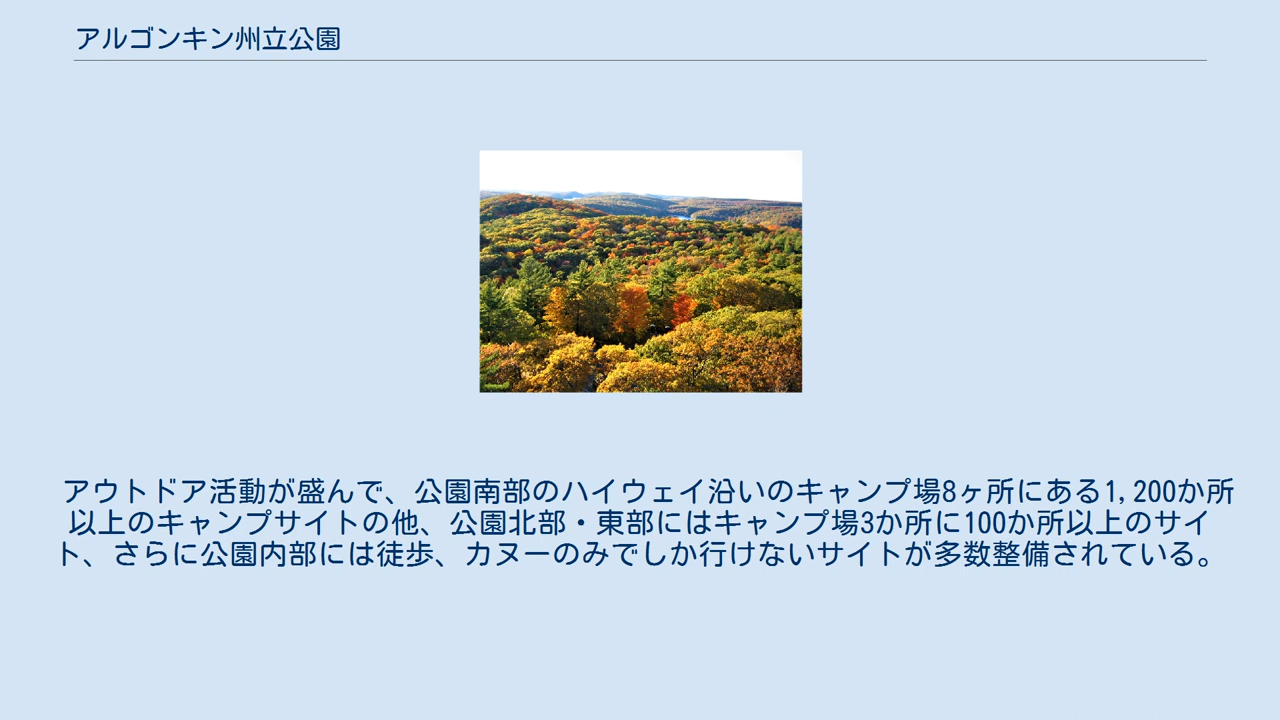 アルゴンキン州立公園
アウトドア活動が盛んで、公園南部のハイウェイ沿いのキャンプ場8ヶ所にある1,200か所
以上のキャンプサイトの他、公園北部・東部にはキャンプ場3か所に100か所以上のサイ
ト、さらに公園内部には徒歩、カヌーのみでしか行けないサイトが多数整備されている。